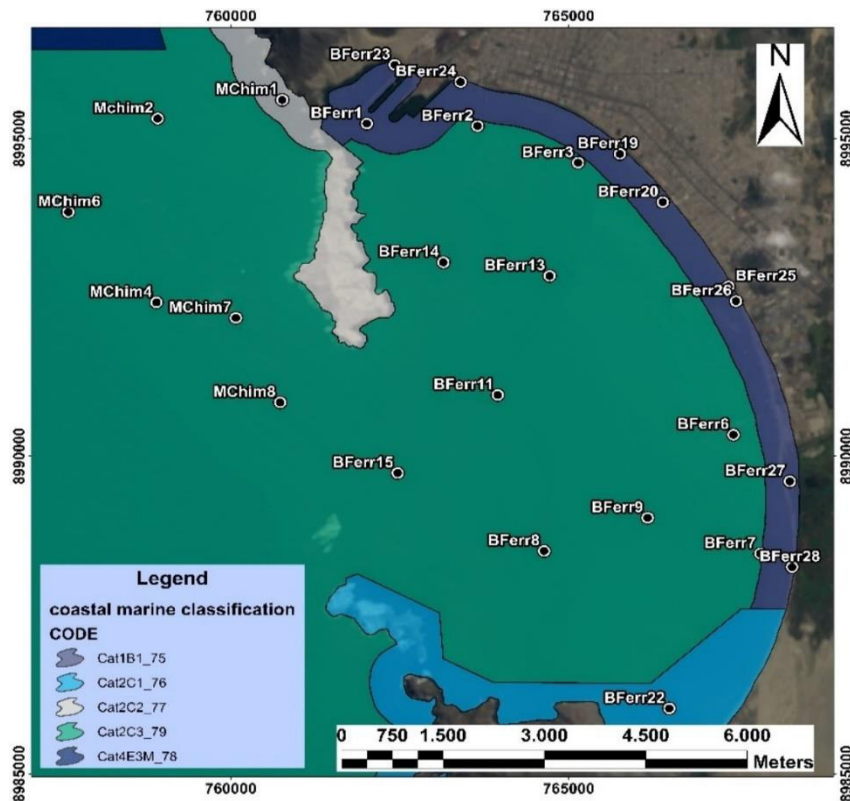 760000 765000
N
BFerr23
BFerr24
MChim1
Mchim2
BFerr1
BFerr2
8995000 8995000
BFerr19
BFerr3
BFerr20
MChim6
BFerr14
BFerr13
BFerr25
MChim4
BFerr26
MChim7
BFerr11
MChim8
BFerr6
8990000 8990000
BFerr15
BFerr27
BFerr9
BFerr8
BFerr7
BFerr28
Legend
coastal marine classification
CODE
Cat1B1_75
Cat2C1_76
Cat2C2_77
Cat2C3_79
Cat4E3M_78
BFerr22
0 750 1.500 3.000 4.500 6.000
Meters
8985000 8985000
760000 765000